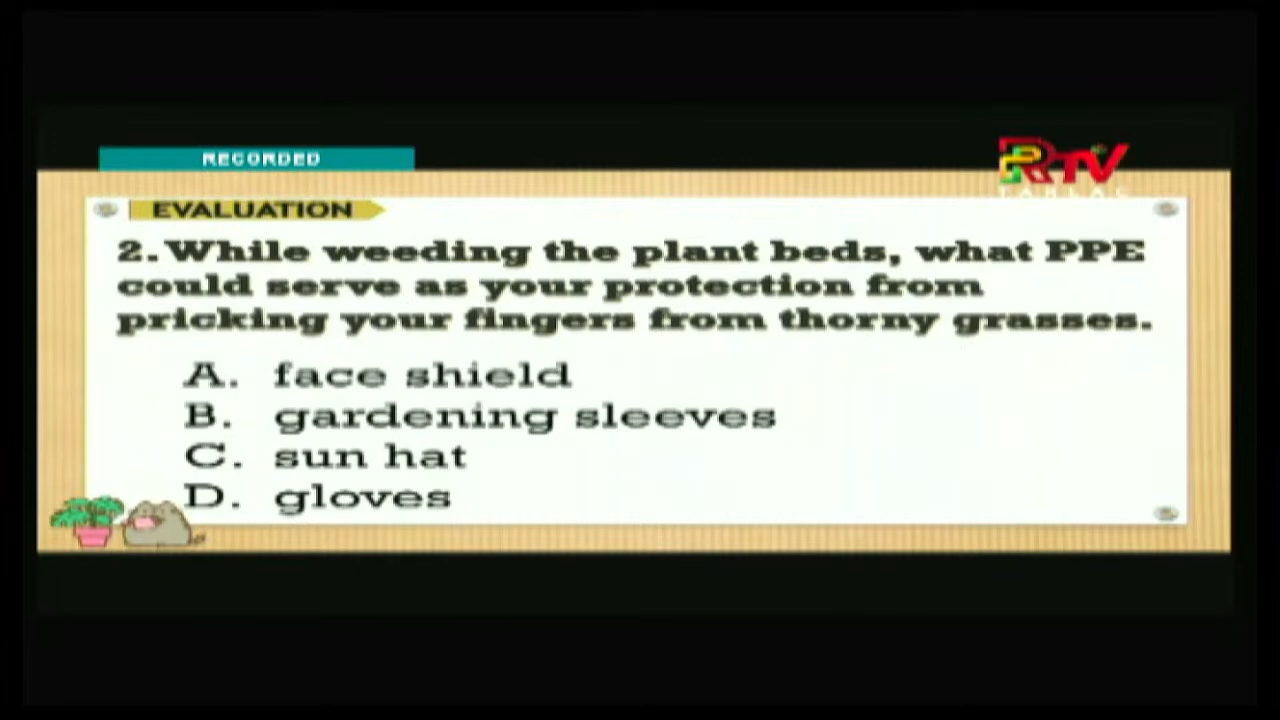 RECORDED
RTV
TARLAC
EVALUATION
2. While weeding the plant beds, what PPE
could serve as your protection from
pricking your fingers from thorny grasses.
A. face shield
B. gardening sleeves
C. sun hat
D. gloves